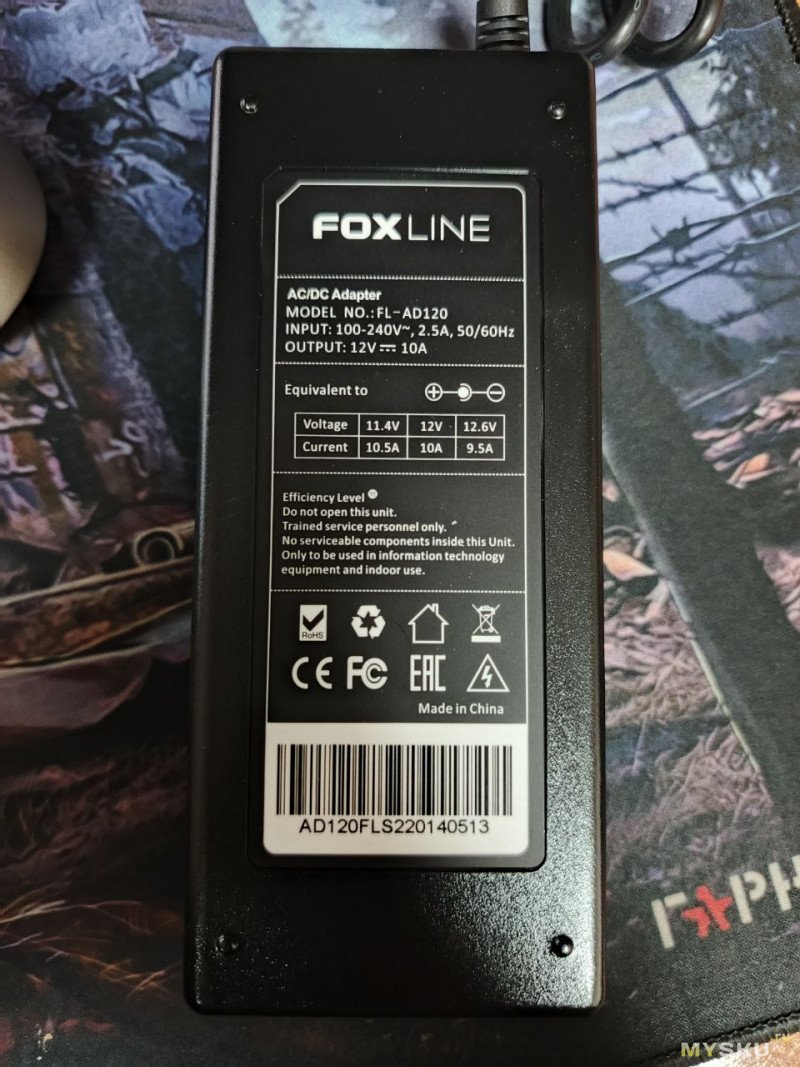 FOXLINE
AC/DC Adapter
MODEL NO.:FL-AD120
INPUT: 100-240V~, 2.5A, 50/60Hz
OUTPUT: 12V⎓10A
Equivalent to
Voltage 11.4V 12V 12.6V
Current 10.5A 10A 9.5A
Efficiency Level
Do not open this unit.
Trained service personnel only.
No serviceable components inside this Unit.
Only to be used in information technology
equipment and indoor use.
RoHS
CE FC EAC
Made in China
AD120FLS220140513
MYSKU